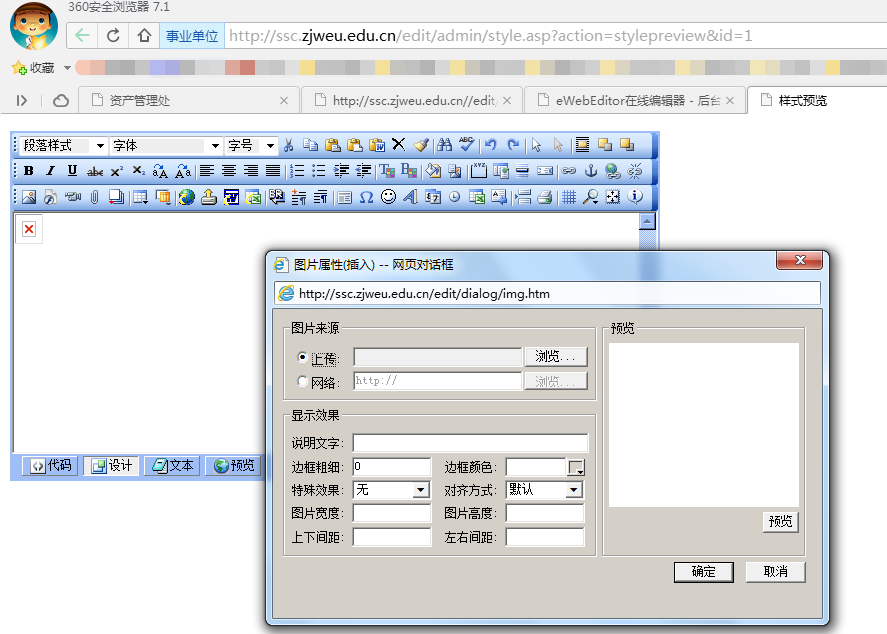 360安全浏览器 7.1
事业单位 http://ssc.zjweu.edu.cn/edit/admin/style.asp?action=stylepreview&id=1
收藏
资产管理处 http://ssc.zjweu.edu.cn//edit eWebEditor在线编辑器 - 后台 样式预览
段落样式 字体 字号
B I U abc x² x₂
图片属性(插入) -- 网页对话框
http://ssc.zjweu.edu.cn/edit/dialog/img.htm
图片来源 预览
上传: 浏览...
网络: http:// 浏览...
显示效果
说明文字:
边框粗细: 0 边框颜色:
特殊效果: 无 对齐方式: 默认
图片宽度: 图片高度:
预览
上下间距: 左右间距:
确定 取消
代码 设计 文本 预览